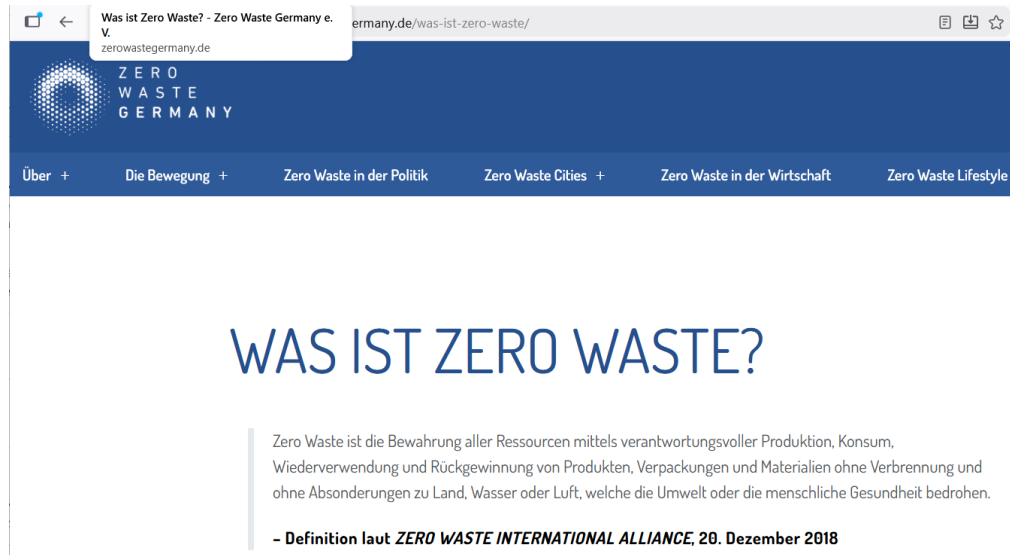 Was ist Zero Waste? - Zero Waste Germany e.
V.
zerowastegermany.de
ermany.de/was-ist-zero-waste/
ZERO
WASTE
GERMANY
Über +
Die Bewegung +
Zero Waste in der Politik
Zero Waste Cities +
Zero Waste in der Wirtschaft
Zero Waste Lifestyle
WAS IST ZERO WASTE?
Zero Waste ist die Bewahrung aller Ressourcen mittels verantwortungsvoller Produktion, Konsum,
Wiederverwendung und Rückgewinnung von Produkten, Verpackungen und Materialien ohne Verbrennung und
ohne Absonderungen zu Land, Wasser oder Luft, welche die Umwelt oder die menschliche Gesundheit bedrohen.
– Definition laut ZERO WASTE INTERNATIONAL ALLIANCE, 20. Dezember 2018